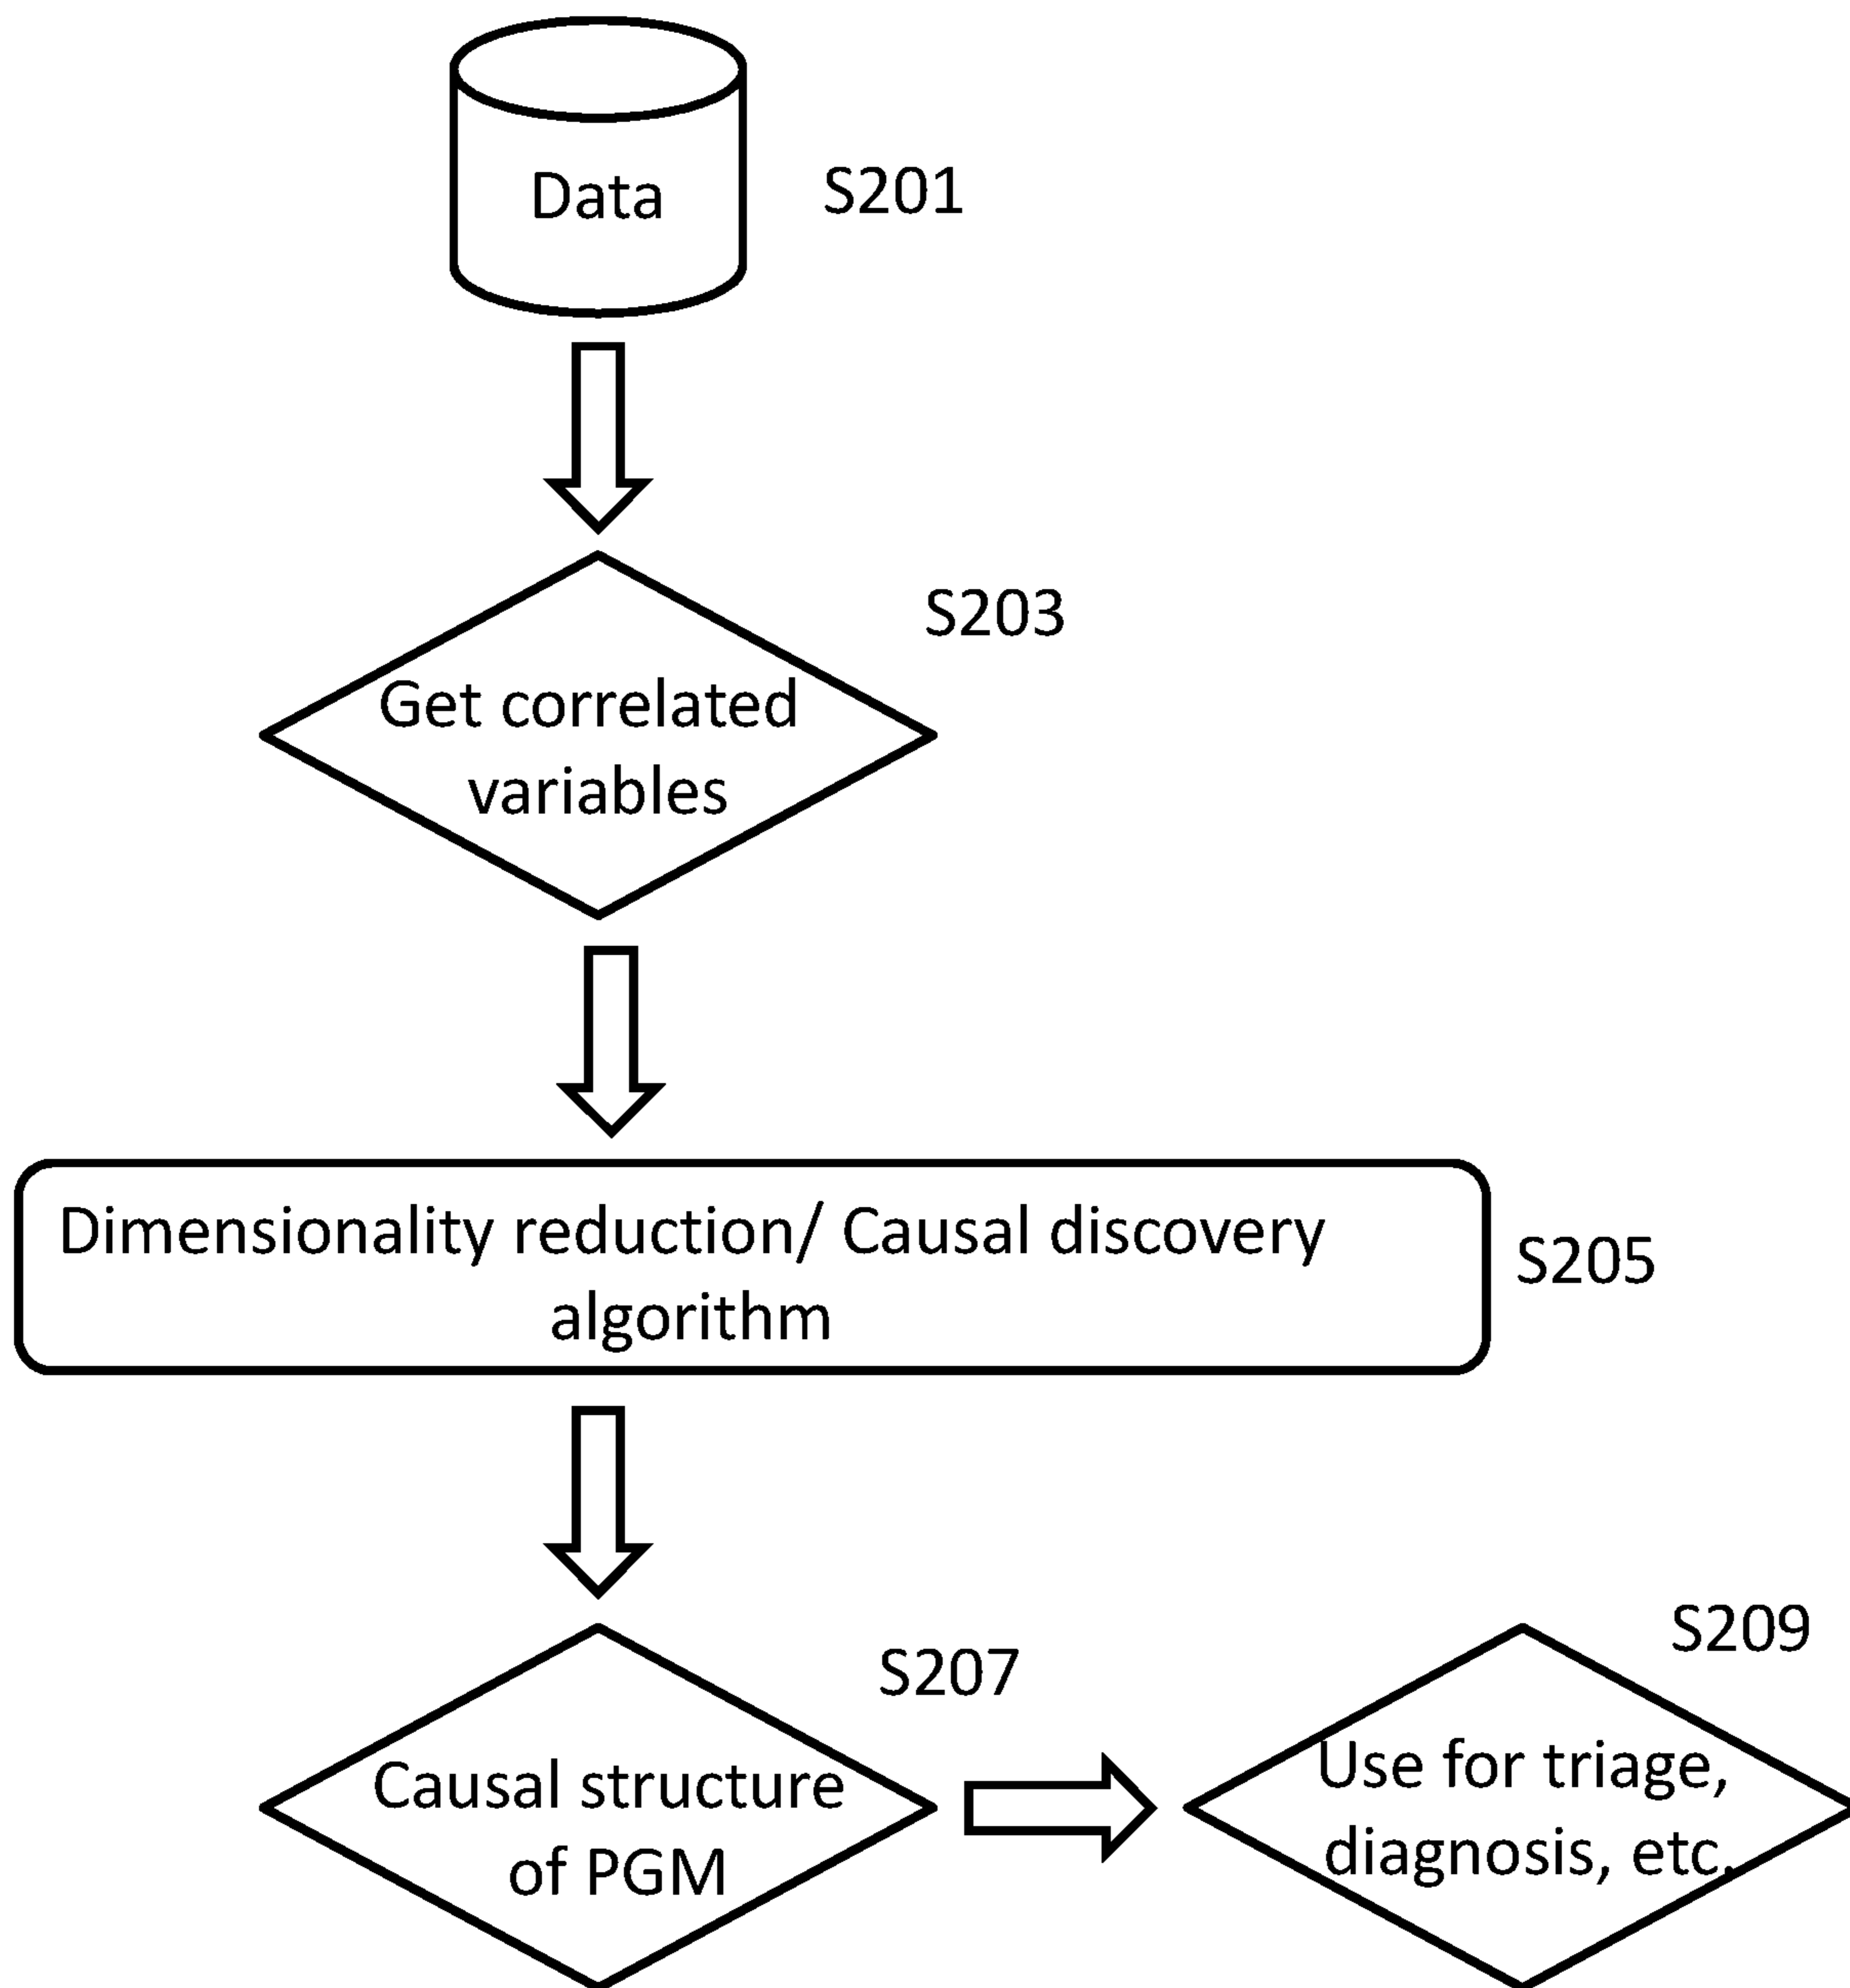 Data
S201
S203
Get correlated
variables
Dimensionality reduction/ Causal discovery
algorithm
S205
S207
Causal structure
of PGM
S209
Use for triage,
diagnosis, etc.